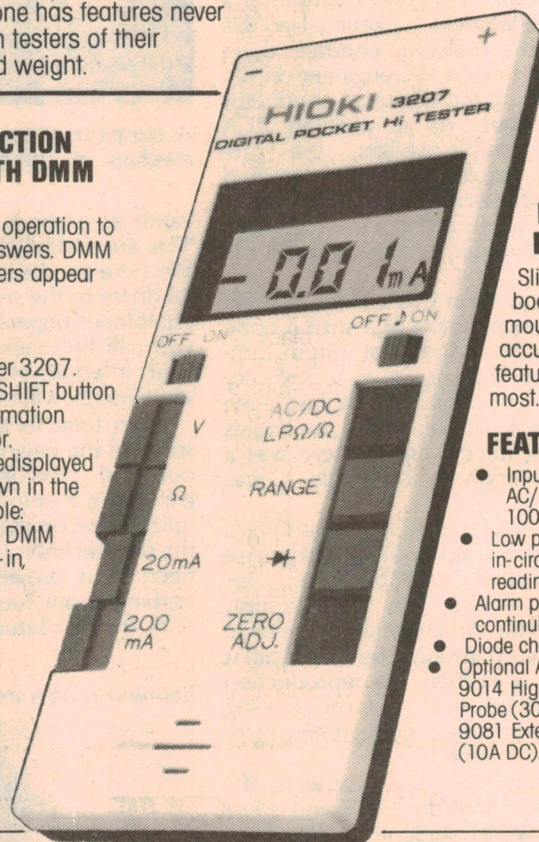 one has features never
n testers of their
d weight.
CTION
TH DMM
operation to
swers. DMM
ers appear
er 3207.
SHIFT button
rmation
or.
edisplayed
wn in the
ple:
DMM
-in,
- +
HIOKI 3207
DIGITAL POCKET Hi TESTER
- 0.01 mA
OFF ON
OFF ♪ ON
V
Ω
20mA
200
mA
AC/DC
LPΩ/Ω
RANGE
ZERO
ADJ.
Sli
boo
mou
accu
featu
most.
FEAT
• Inpu
AC/
100
• Low p
in-circ
readin
• Alarm p
continu
• Diode ch
• Optional A
9014 High
Probe (30
9081 Exte
(10A DC)